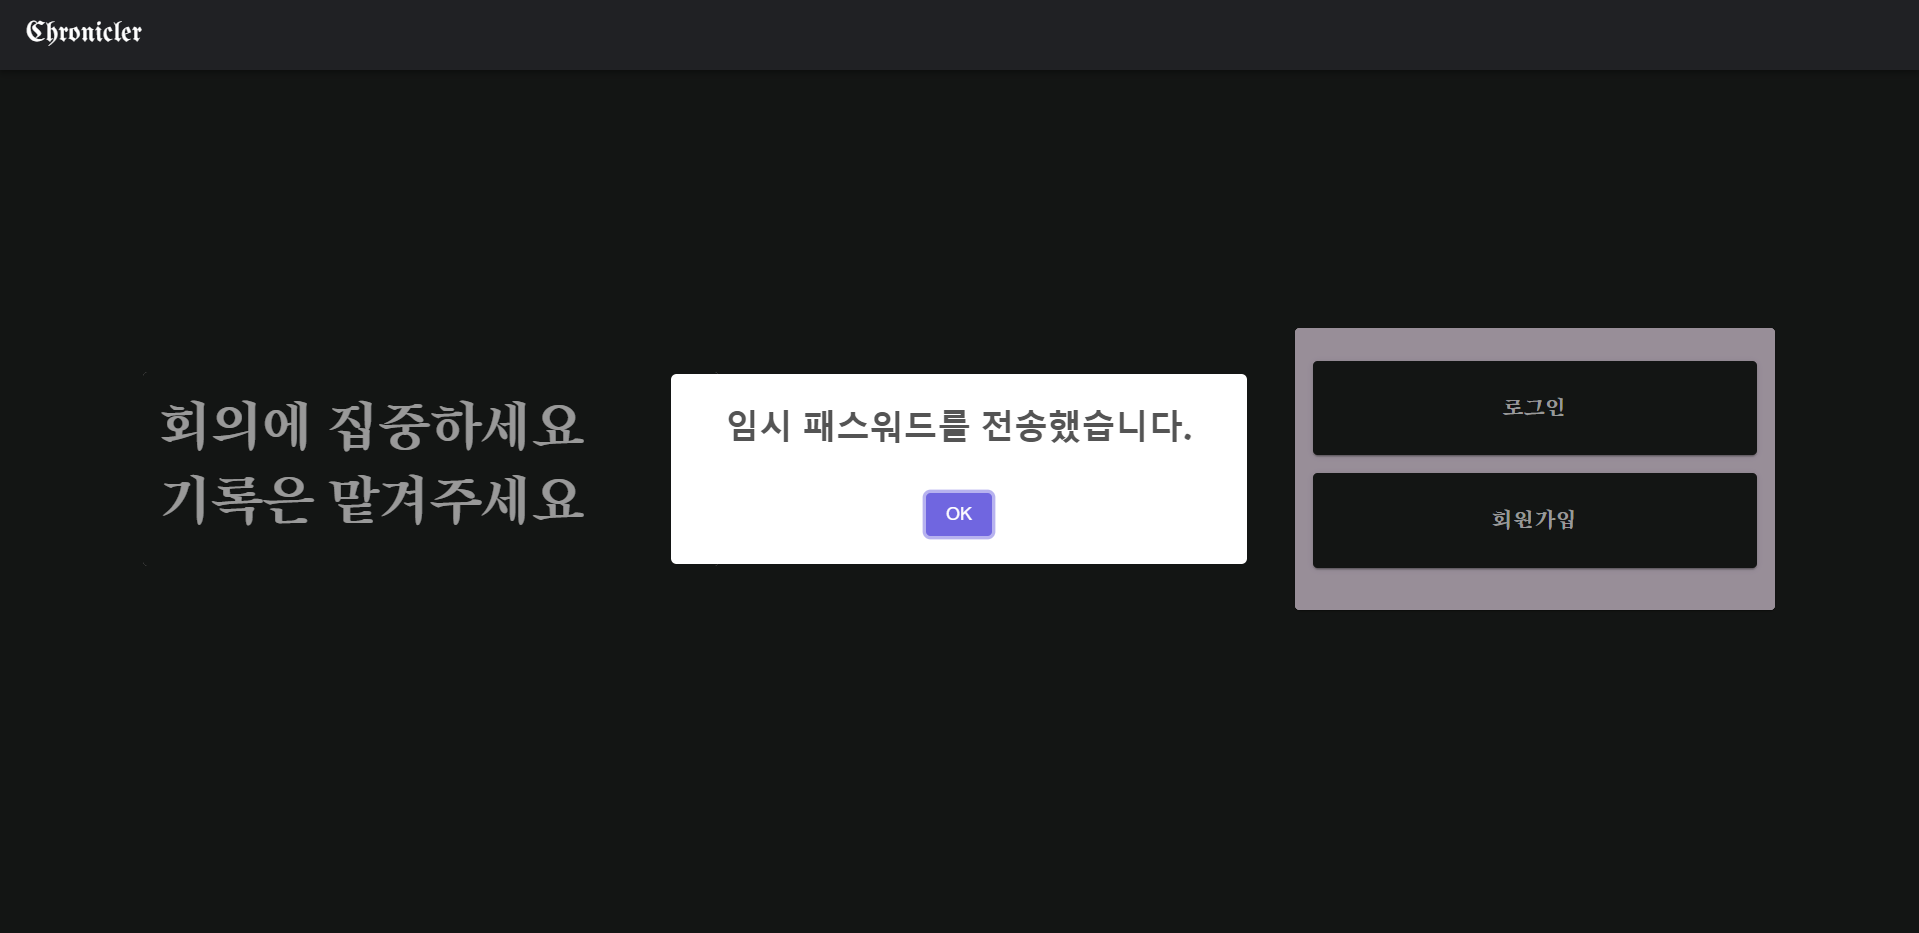 Chronicler
회의에 집중하세요
기록은 맡겨주세요
임시 패스워드를 전송했습니다.
OK
로그인
회원가입